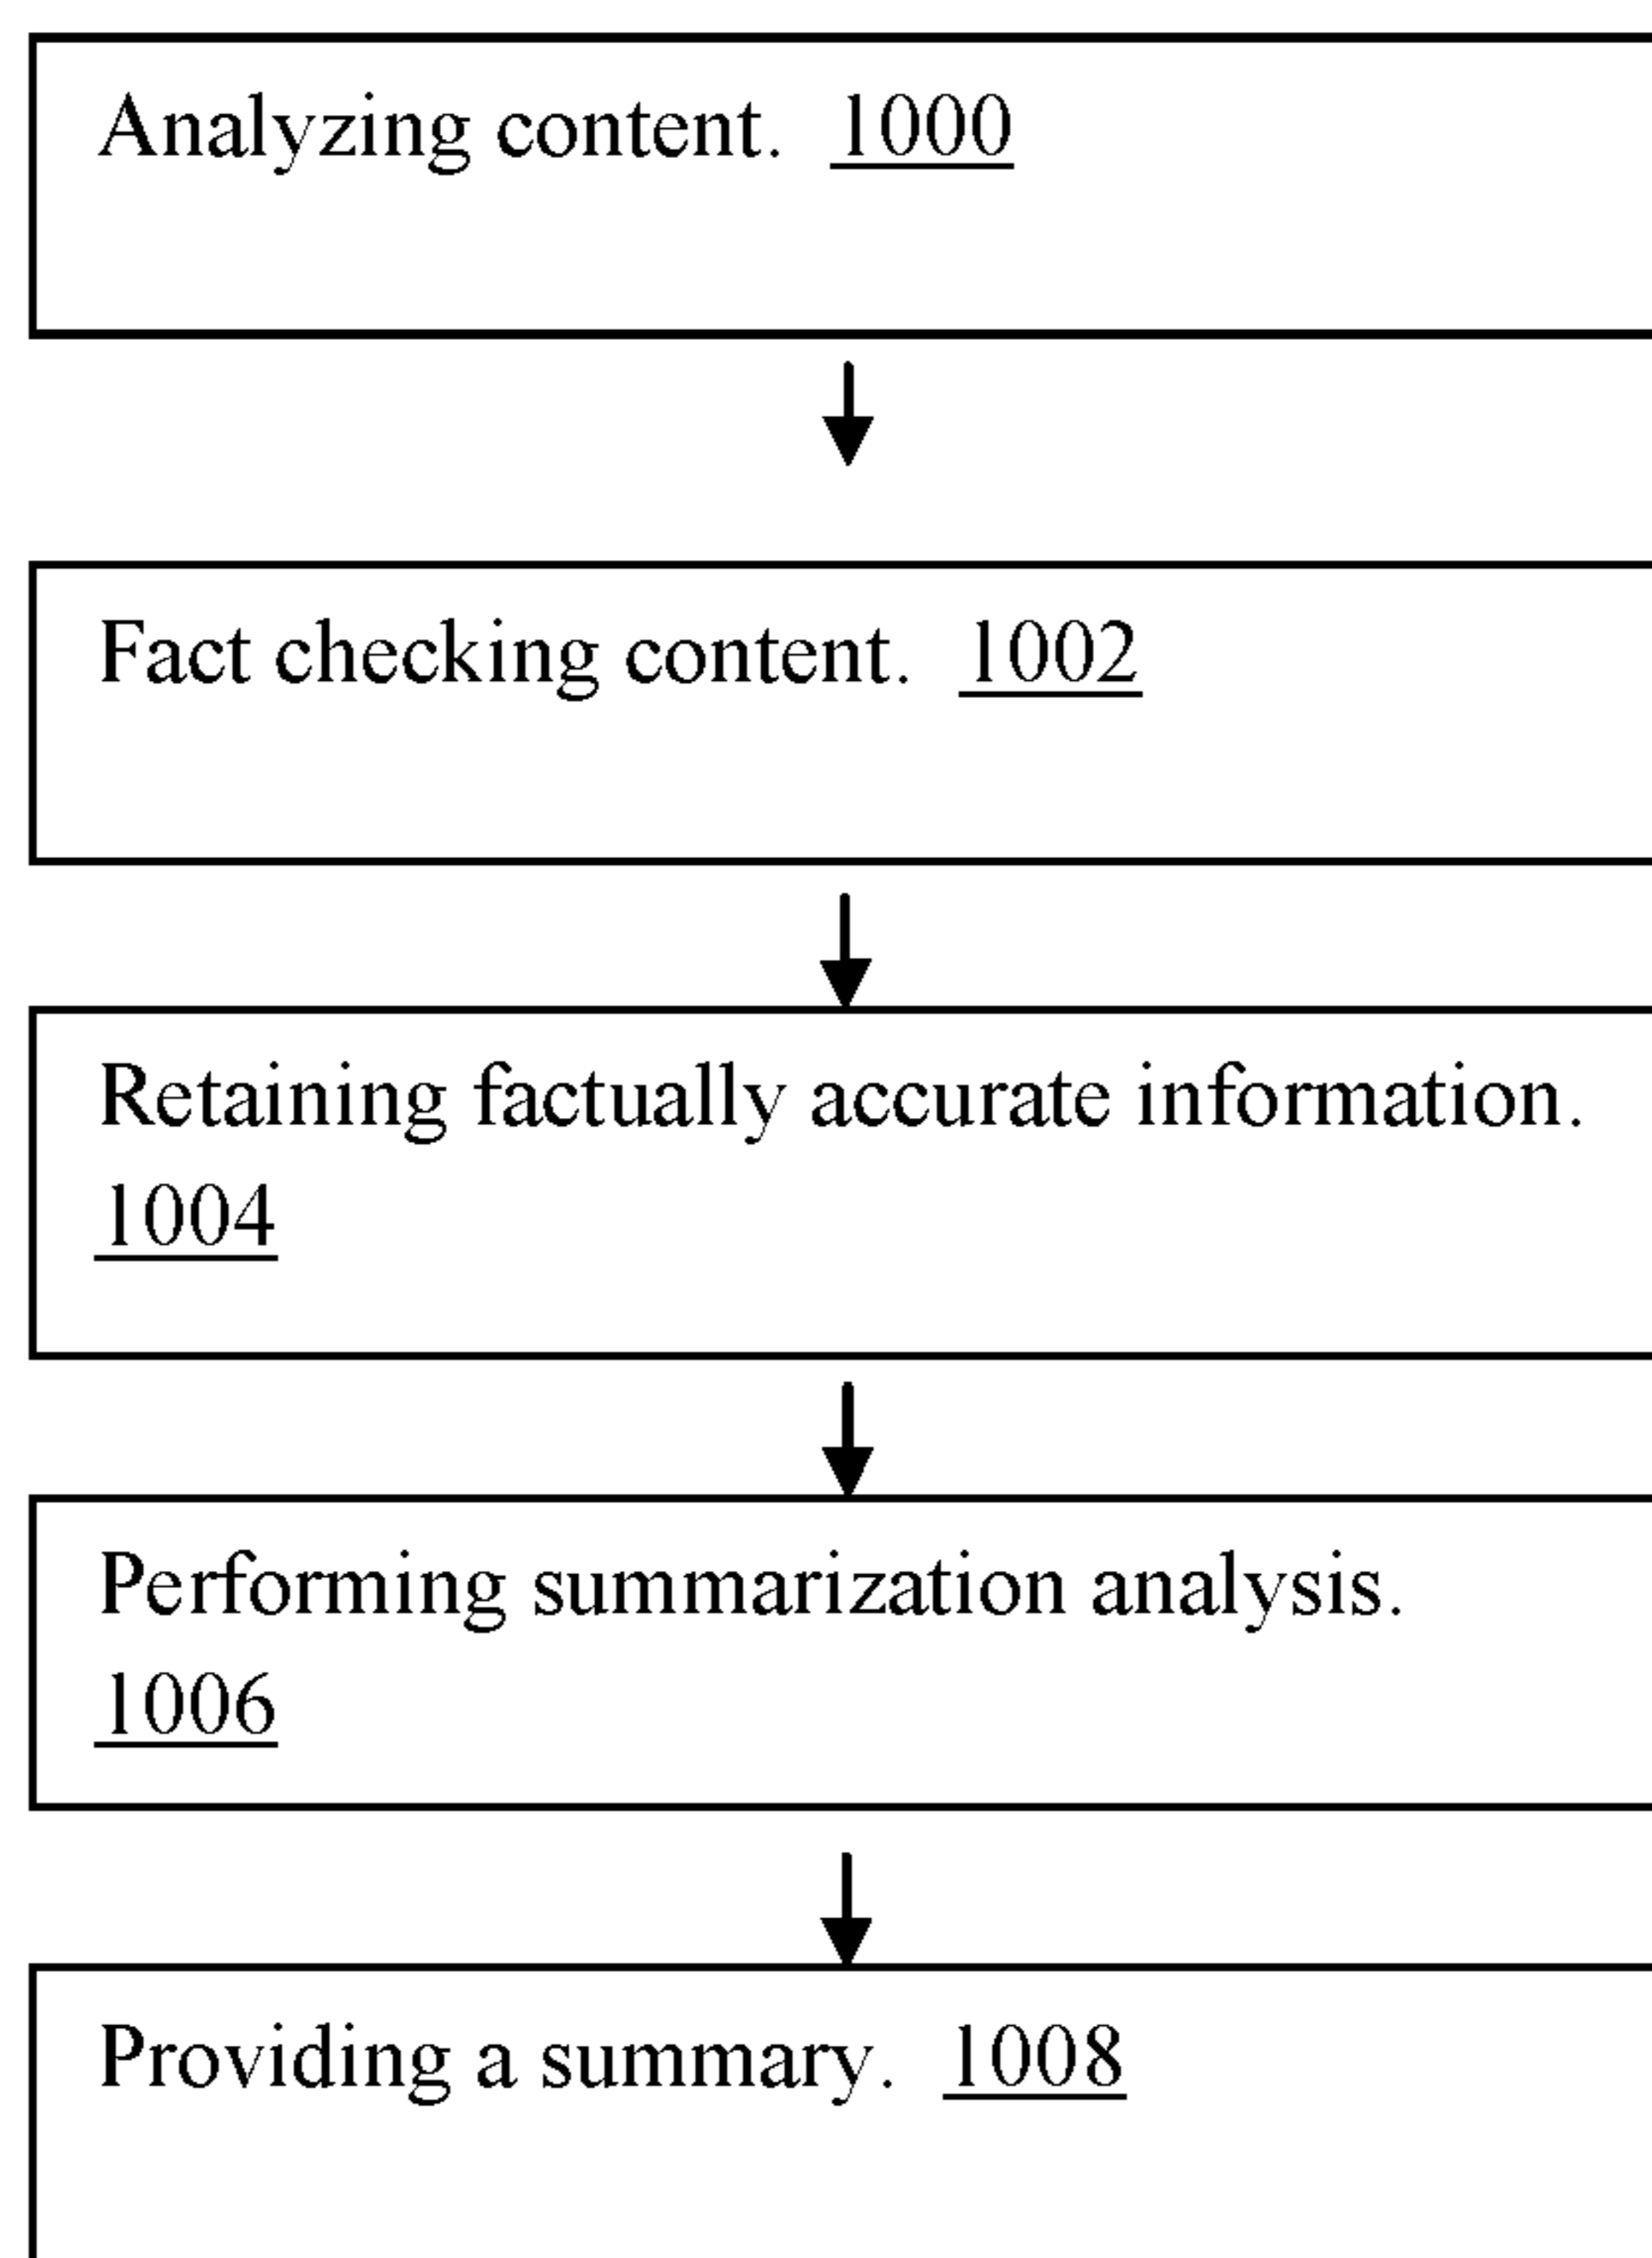 Analyzing content. 1000
Fact checking content. 1002
Retaining factually accurate information.
1004
Performing summarization analysis.
1006
Providing a summary. 1008